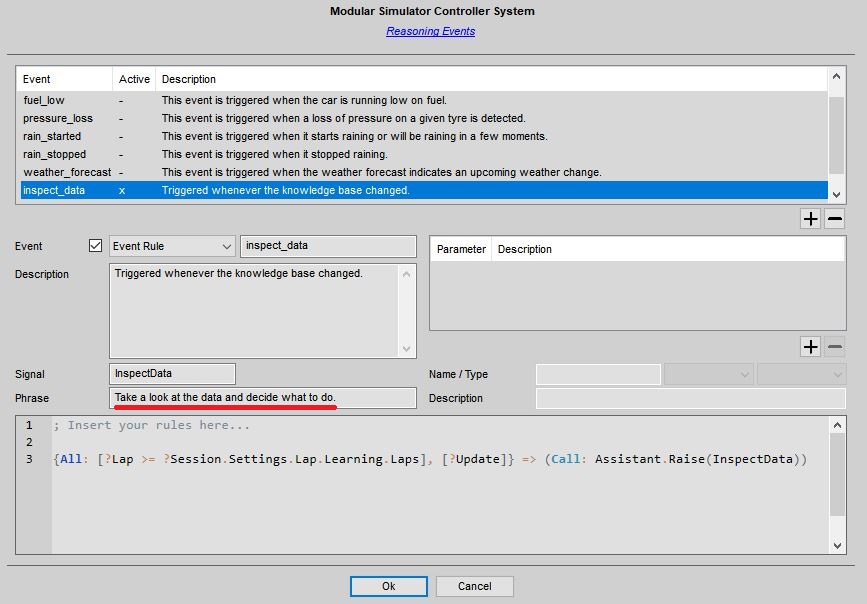 Modular Simulator Controller System
Reasoning Events
Event Active Description
fuel_low - This event is triggered when the car is running low on fuel.
pressure_loss - This event is triggered when a loss of pressure on a given tyre is detected.
rain_started - This event is triggered when it starts raining or will be raining in a few moments.
rain_stopped - This event is triggered when it stopped raining.
weather_forecast - This event is triggered when the weather forecast indicates an upcoming weather change.
inspect_data x Triggered whenever the knowledge base changed.
Event Event Rule inspect_data
Parameter Description
Description Triggered whenever the knowledge base changed.
Signal InspectData
Name / Type
Phrase Take a look at the data and decide what to do.
Description
1 ; Insert your rules here...
2
3 {All: [?Lap >= ?Session.Settings.Lap.Learning.Laps], [?Update]} => (Call: Assistant.Raise(InspectData))
Ok Cancel